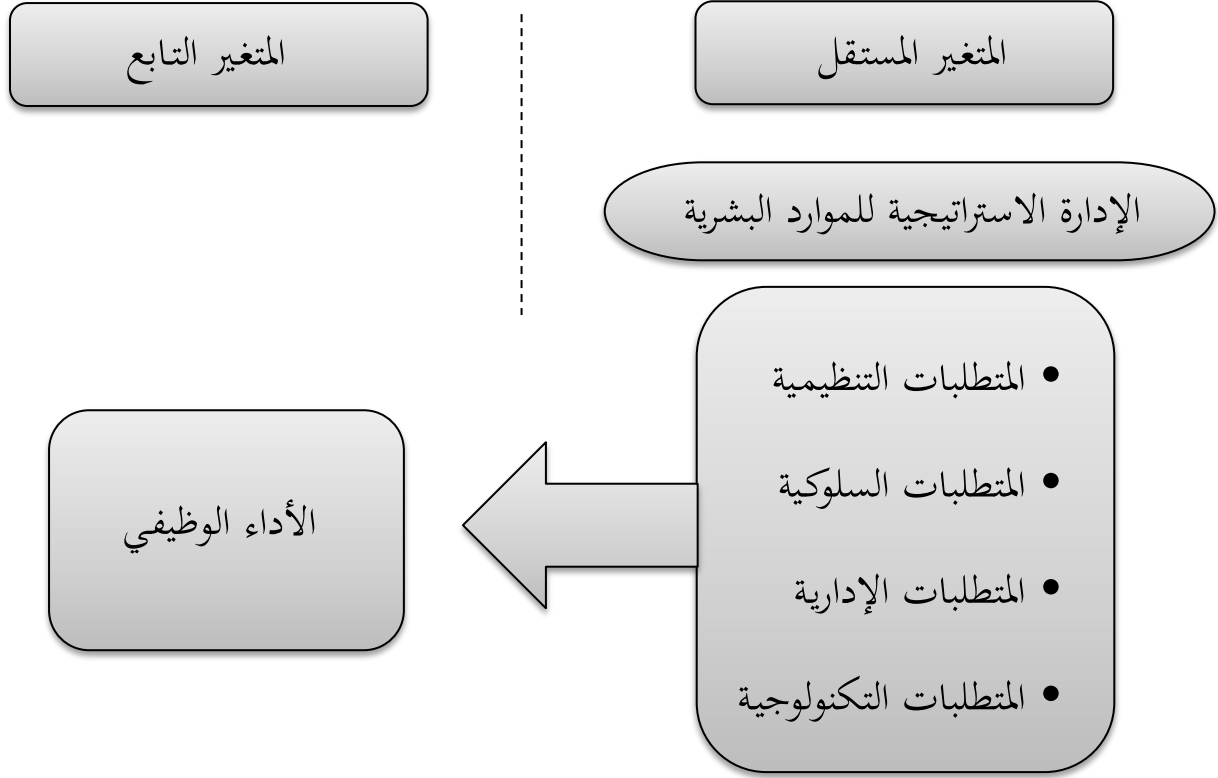 المتغير المستقل
المتغير التابع
الإدارة الاستراتيجية للموارد البشرية
• المتطلبات التنظيمية
• المتطلبات السلوكية
• المتطلبات الإدارية
• المتطلبات التكنولوجية
الأداء الوظيفي